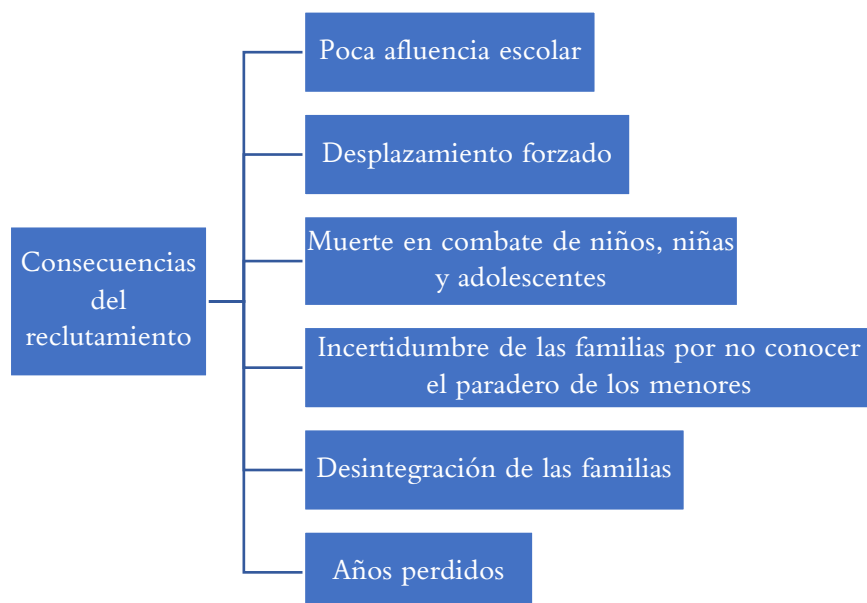 Poca afluencia escolar
Desplazamiento forzado
Muerte en combate de niños, niñas
y adolescentes
Consecuencias
del
reclutamiento
Incertidumbre de las familias por no conocer
el paradero de los menores
Desintegración de las familias
Años perdidos